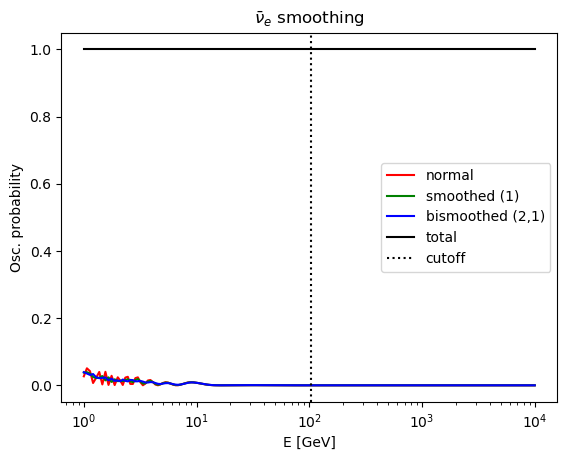 ν̄ₑ smoothing
Osc. probability
1.0
0.8
0.6
0.4
0.2
0.0
normal
smoothed (1)
bismoothed (2,1)
total
cutoff
10⁰ 10¹ 10² 10³ 10⁴
E [GeV]